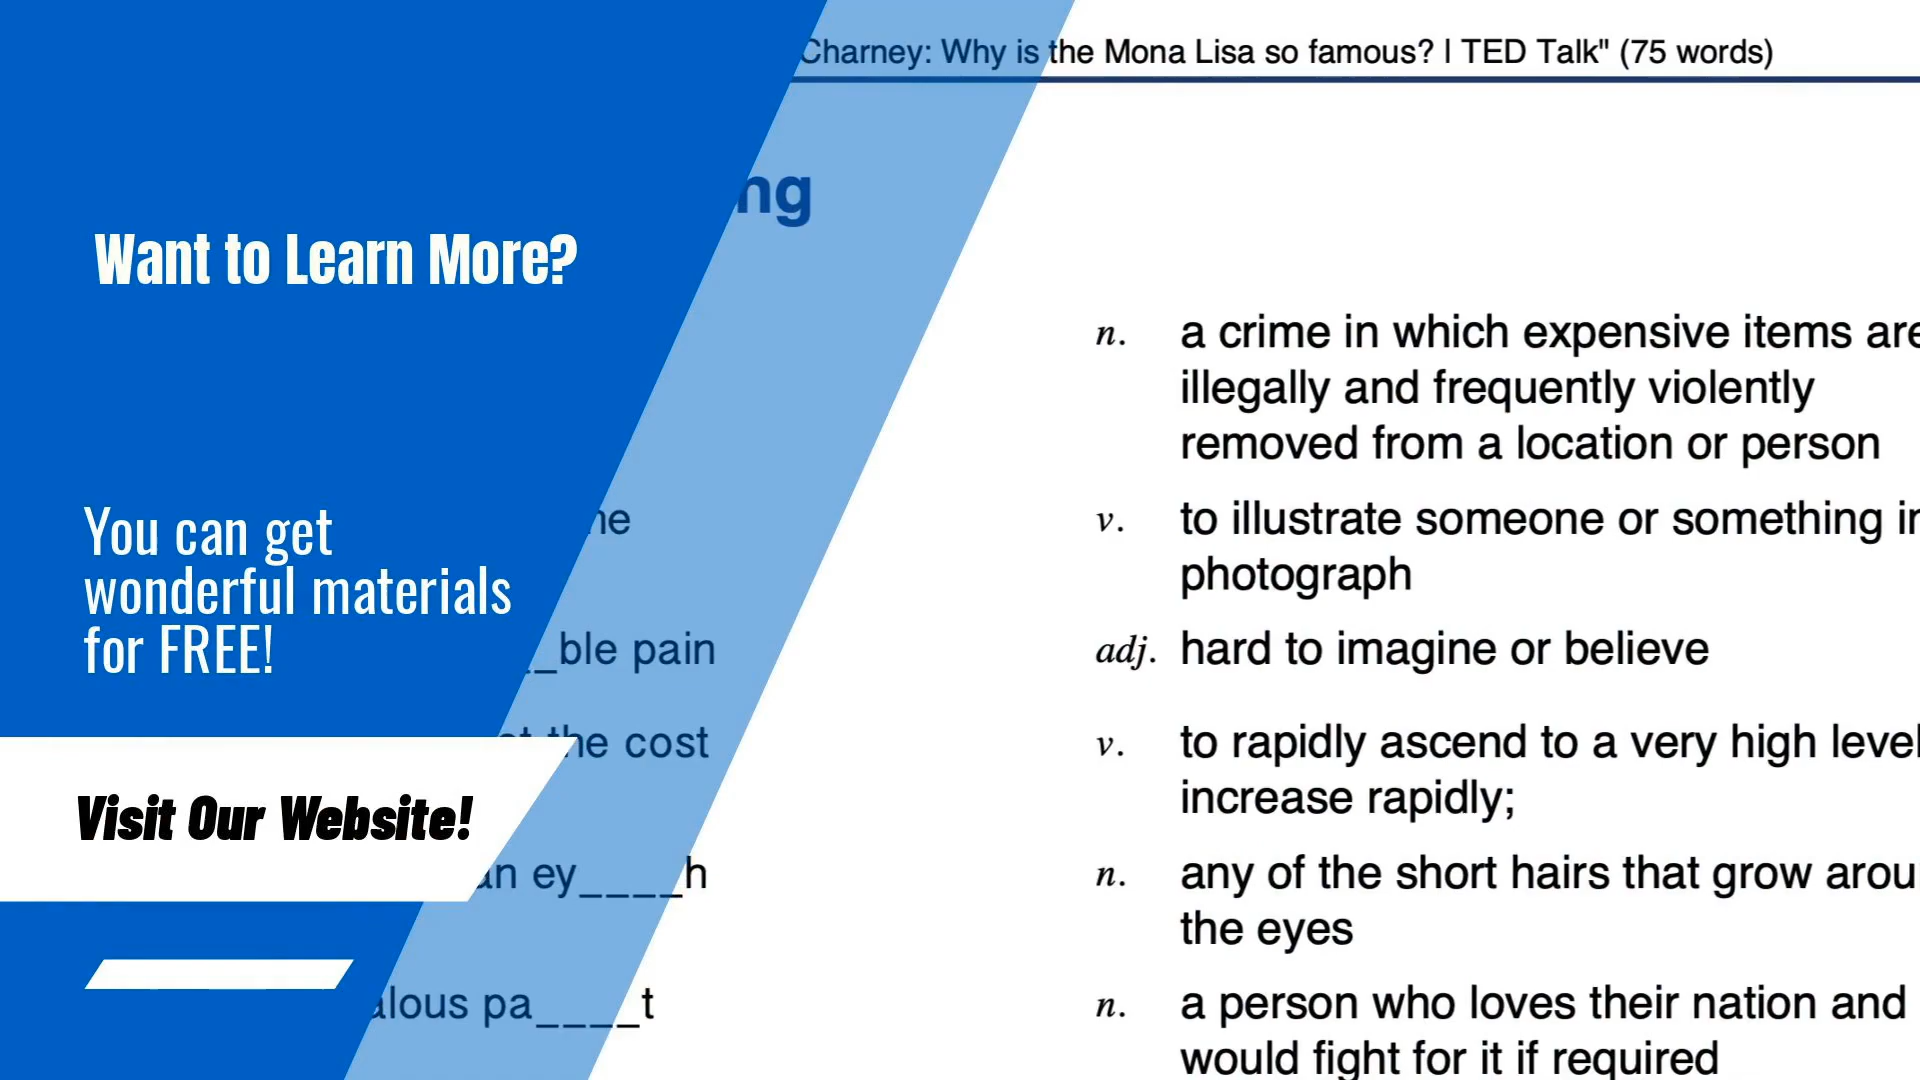 Charney: Why is the Mona Lisa so famous? | TED Talk" (75 words)
ng
Want to Learn More?
You can get
wonderful materials
for FREE!
Visit Our Website!
ne
_ble pain
the cost
an ey____h
alous pa____t
n. a crime in which expensive items are
illegally and frequently violently
removed from a location or person
v. to illustrate someone or something in
photograph
adj. hard to imagine or believe
v. to rapidly ascend to a very high level
increase rapidly;
n. any of the short hairs that grow arou
the eyes
n. a person who loves their nation and
would fight for it if required